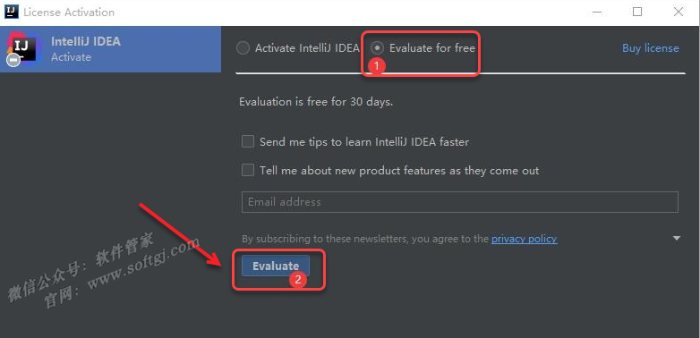 License Activation
IntelliJ IDEA
Activate
Activate IntelliJ IDEA
Evaluate for free
Buy license
1
Evaluation is free for 30 days.
Send me tips to learn IntelliJ IDEA faster
Tell me about new product features as they come out
Email address
By subscribing to these newsletters, you agree to the privacy policy
Evaluate
2
微信公众号：软件管家
官网：www.softgj.com
IJ